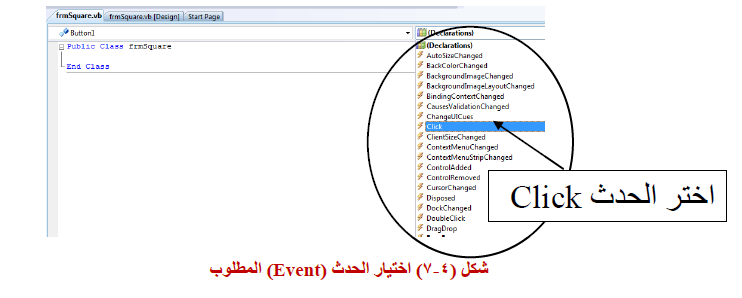 frmSquare.vb frmSquare.vb [Design] Start Page
Button1 (Declarations)
Public Class frmSquare
End Class
(Declarations)
AutoSizeChanged
BackColorChanged
BackgroundImageChanged
BackgroundImageLayoutChanged
BindingContextChanged
CausesValidationChanged
ChangeUICues
Click
ClientSizeChanged
ContextMenuChanged
ContextMenuStripChanged
ControlAdded
ControlRemoved
CursorChanged
Disposed
DockChanged
DoubleClick
DragDrop
اختر الحدث Click
شكل (٤-٧) اختيار الحدث (Event) المطلوب